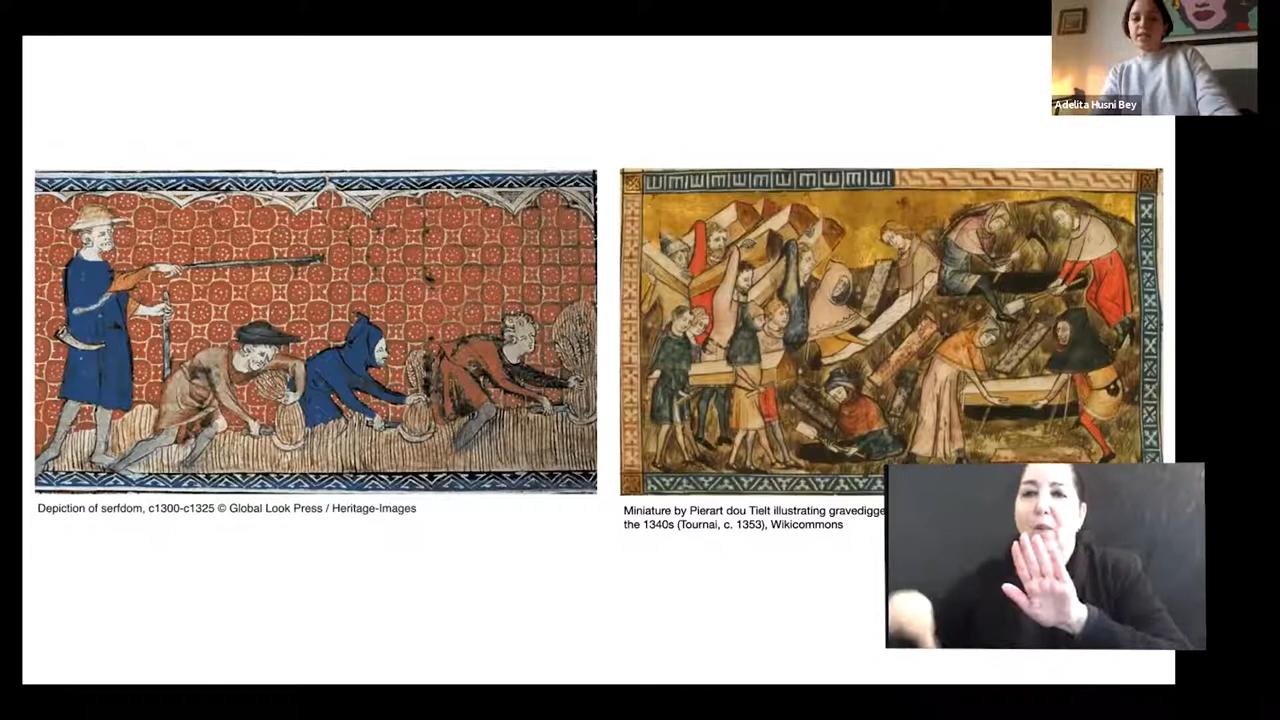 Adelita Husni Bey
Depiction of serfdom, c1300-c1325 © Global Look Press / Heritage-Images
Miniature by Pierart dou Tielt illustrating
the 1340s (Tournai, c. 1353), Wikicommons